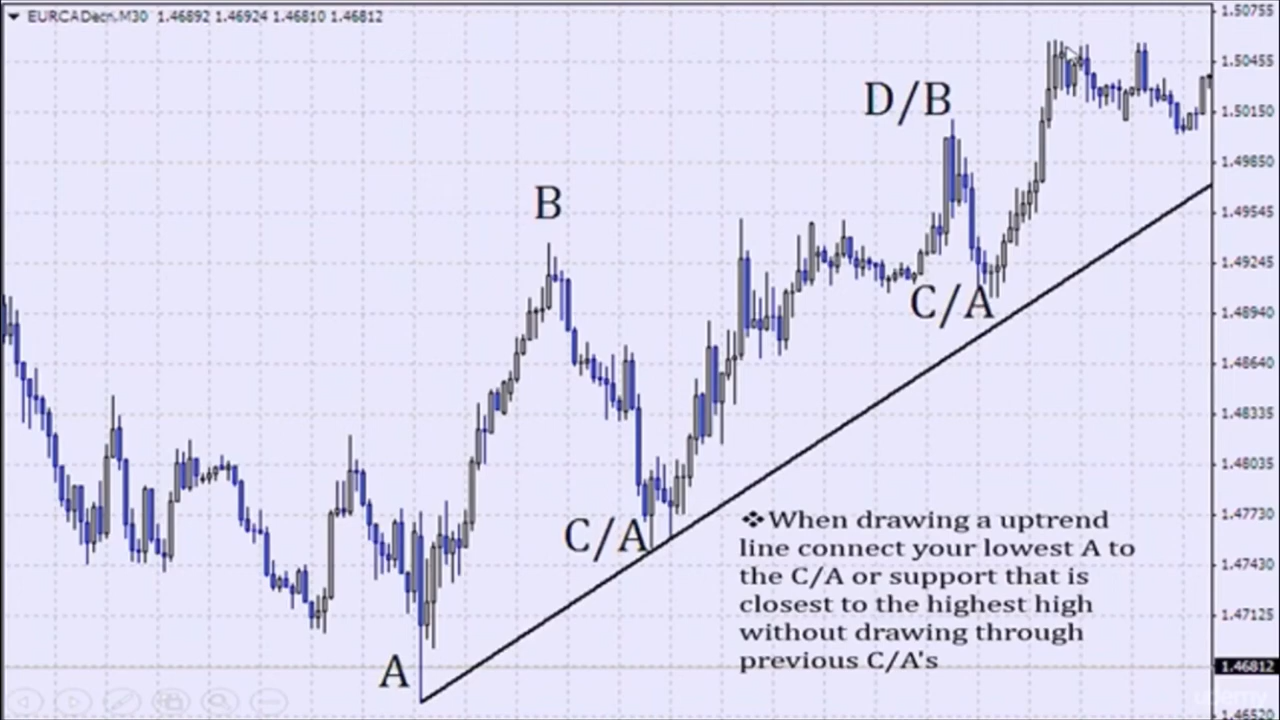 EURCADecn.M30 1.46892 1.46924 1.46810 1.46812
1.50755
1.50455
D/B
1.50150
1.49850
B
1.49545
1.49245
C/A
1.48940
1.48640
1.48335
1.48035
1.47730
C/A
❖When drawing a uptrend
line connect your lowest A to
the C/A or support that is
closest to the highest high
without drawing through
previous C/A's
1.47430
1.47125
A
1.46812
1.46520